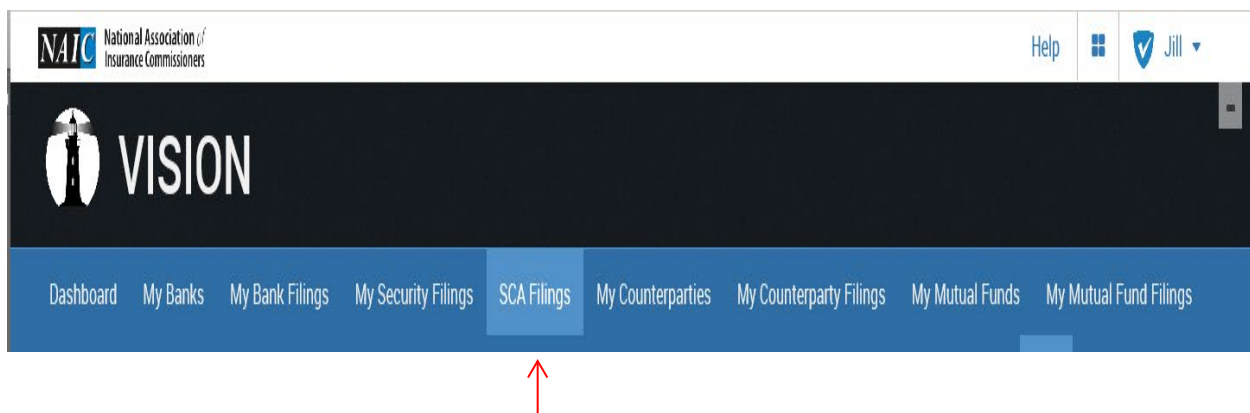 NAIC National Association of
Insurance Commissioners
Help
Jill
VISION
Dashboard My Banks My Bank Filings My Security Filings SCA Filings My Counterparties My Counterparty Filings My Mutual Funds My Mutual Fund Filings